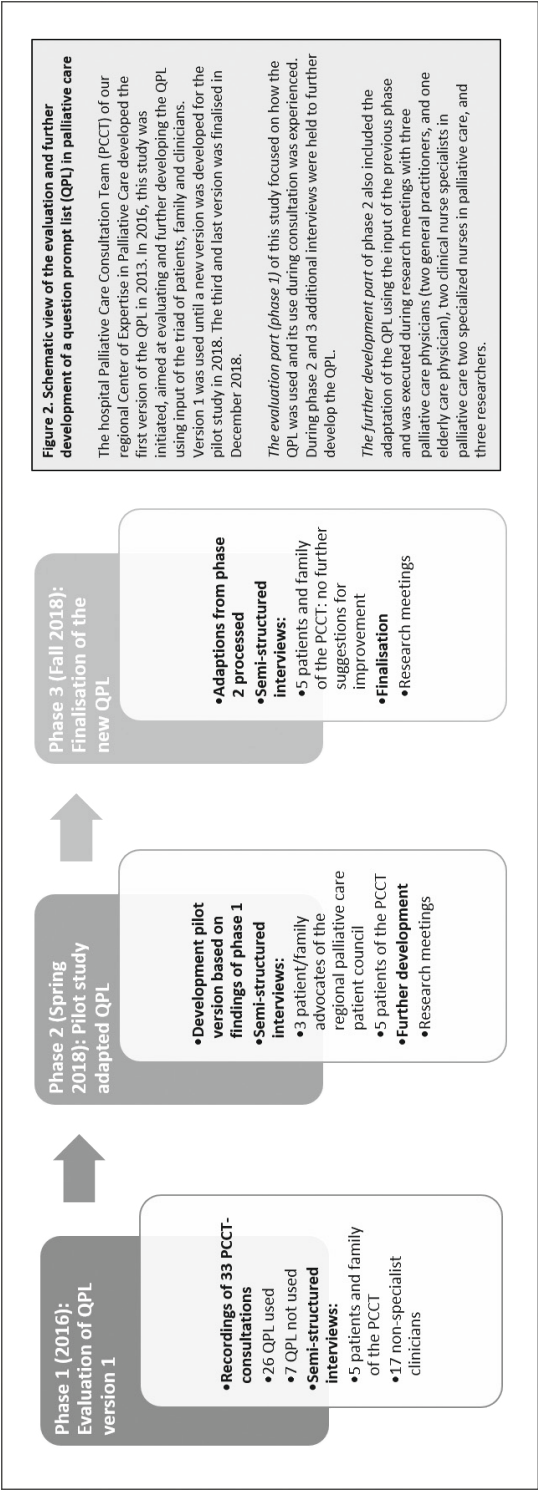 Phase 1 (2016):
Evaluation of QPL
version 1
•Recordings of 33 PCCT-
consultations
•26 QPL used
•7 QPL not used
•Semi-structured
interviews:
•5 patients and family
of the PCCT
•17 non-specialist
clinicians
Phase 2 (Spring
2018): Pilot study
adapted QPL
•Development pilot
version based on
findings of phase 1
•Semi-structured
interviews:
•3 patient/family
advocates of the
regional palliative care
patient council
•5 patients of the PCCT
•Further development
•Research meetings
Phase 3 (Fall 2018):
Finalisation of the
new QPL
•Adaptions from phase
2 processed
•Semi-structured
interviews:
•5 patients and family
of the PCCT: no further
suggestions for
improvement
•Finalisation
•Research meetings
Figure 2. Schematic view of the evaluation and further
development of a question prompt list (QPL) in palliative care
The hospital Palliative Care Consultation Team (PCCT) of our
regional Center of Expertise in Palliative Care developed the
first version of the QPL in 2013. In 2016, this study was
initiated, aimed at evaluating and further developing the QPL
using input of the triad of patients, family and clinicians.
Version 1 was used until a new version was developed for the
pilot study in 2018. The third and last version was finalised in
December 2018.
The evaluation part (phase 1) of this study focused on how the
QPL was used and its use during consultation was experienced.
During phase 2 and 3 additional interviews were held to further
develop the QPL.
The further development part of phase 2 also included the
adaptation of the QPL using the input of the previous phase
and was executed during research meetings with three
palliative care physicians (two general practitioners, and one
elderly care physician), two clinical nurse specialists in
palliative care two specialized nurses in palliative care, and
three researchers.